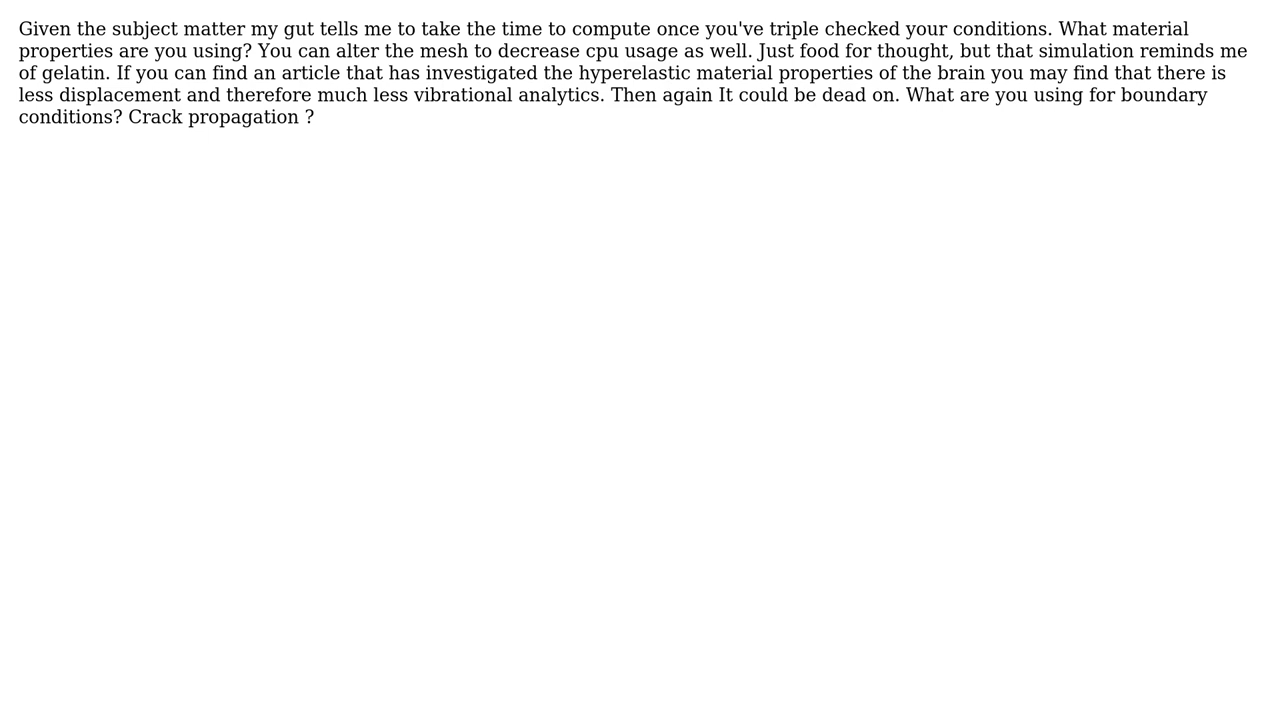 Given the subject matter my gut tells me to take the time to compute once you've triple checked your conditions. What material
properties are you using? You can alter the mesh to decrease cpu usage as well. Just food for thought, but that simulation reminds me
of gelatin. If you can find an article that has investigated the hyperelastic material properties of the brain you may find that there is
less displacement and therefore much less vibrational analytics. Then again It could be dead on. What are you using for boundary
conditions? Crack propagation ?